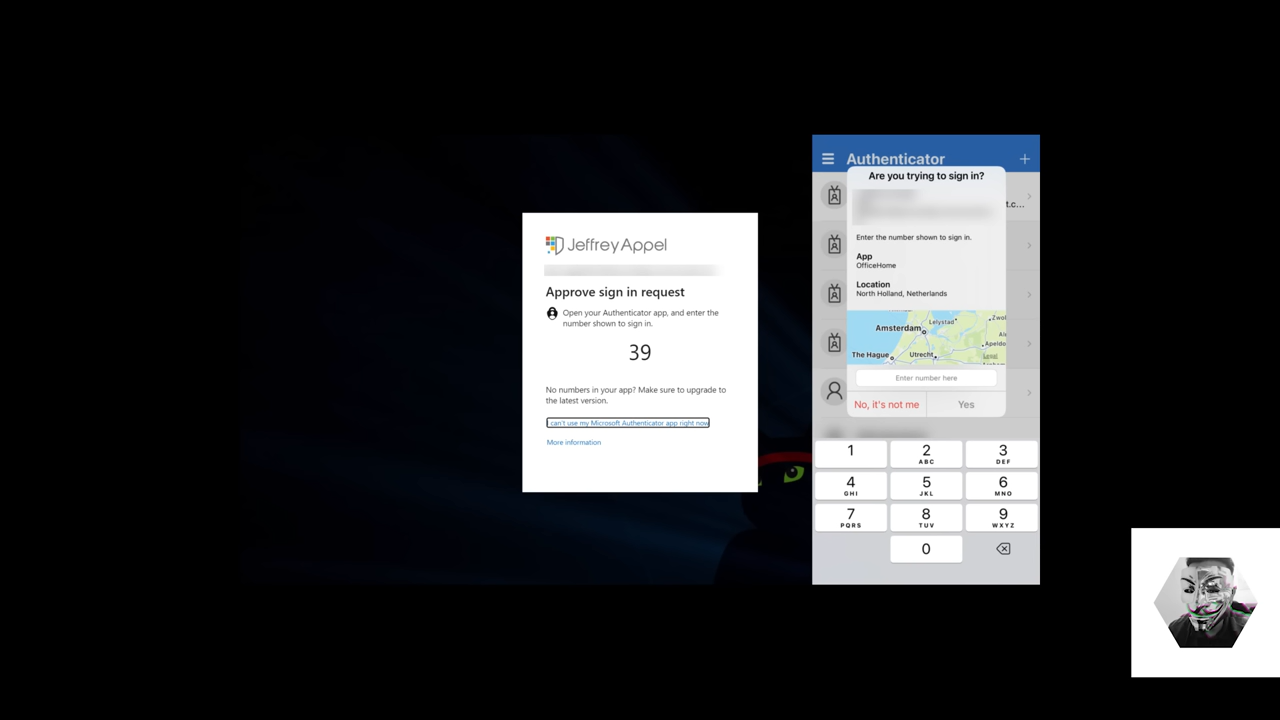 JeffreyAppel
Approve sign in request
Open your Authenticator app, and enter the
number shown to sign in.
39
No numbers in your app? Make sure to upgrade to
the latest version.
I can't use my Microsoft Authenticator app right now
More information
Authenticator
Are you trying to sign in?
t.c...
Enter the number shown to sign in.
App
OfficeHome
Location
North Holland, Netherlands
Lelystad
Amsterdam
The Hague
Utrecht
Legal
Enter number here
No, it's not me
Yes
1
2
3
ABC
DEF
4
5
6
GHI
JKL
MNO
7
8
9
PQRS
TUV
WXYZ
0